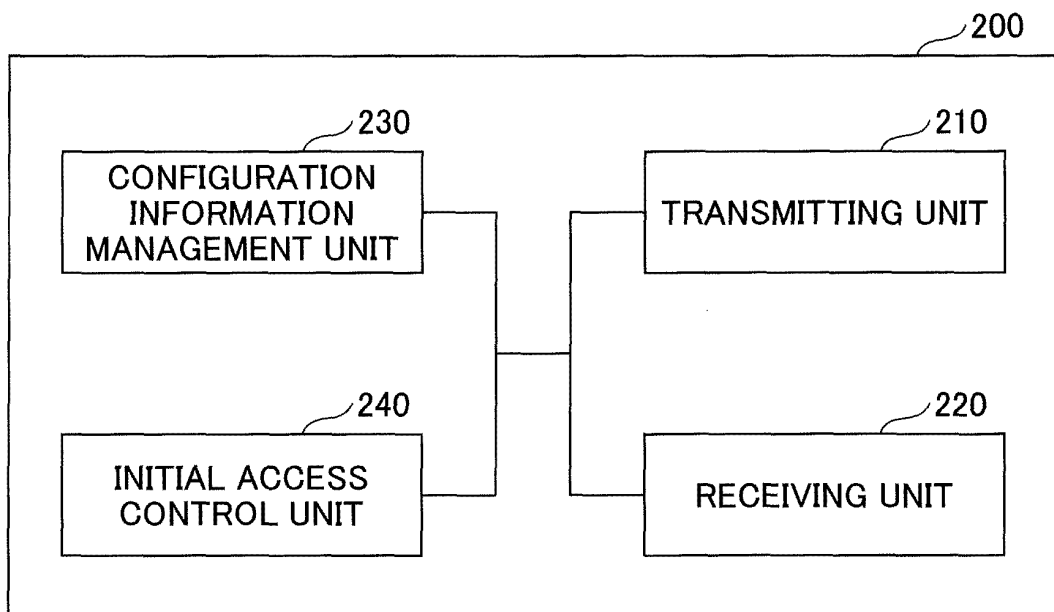 200
230
CONFIGURATION
INFORMATION
MANAGEMENT UNIT
210
TRANSMITTING UNIT
240
INITIAL ACCESS
CONTROL UNIT
220
RECEIVING UNIT